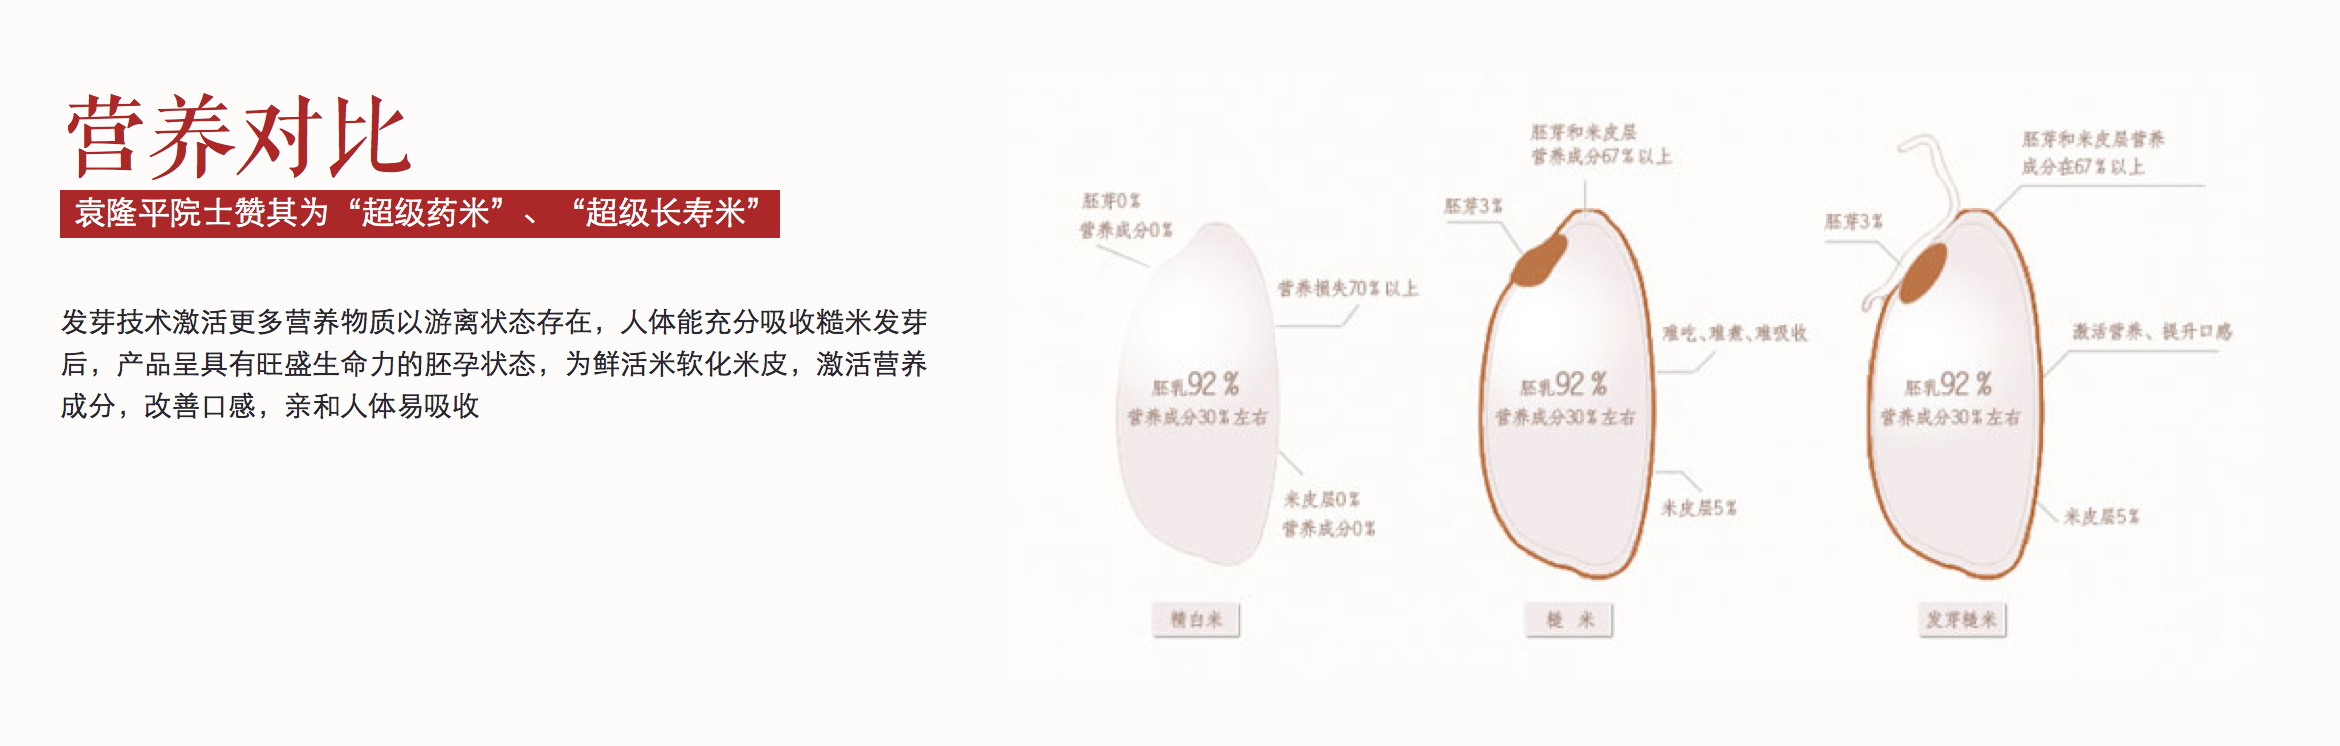 营养对比
袁隆平院士赞其为“超级药米”、“超级长寿米”
发芽技术激活更多营养物质以游离状态存在，人体能充分吸收糙米发芽
后，产品呈具有旺盛生命力的胚孕状态，为鲜活米软化米皮，激活营养
成分，改善口感，亲和人体易吸收
胚芽0%
营养成分0%
营养损失70%以上
胚乳92%
营养成分30%左右
米皮层0%
营养成分0%
精白米
胚芽和米皮层
营养成分67%以上
胚芽3%
难吃、难煮、难吸收
胚乳92%
营养成分30%左右
米皮层5%
糙 米
胚芽和米皮层营养
成分在67%以上
胚芽3%
激活营养、提升口感
胚乳92%
营养成分30%左右
米皮层5%
发芽糙米